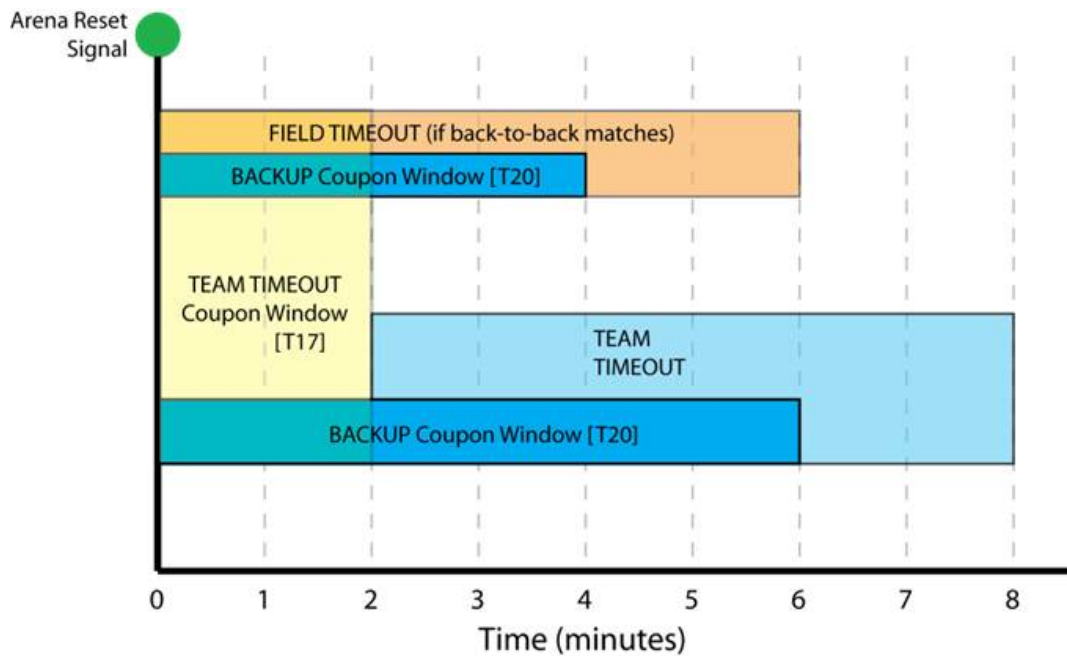 Arena Reset
Signal
FIELD TIMEOUT (if back-to-back matches)
BACKUP Coupon Window [T20]
TEAM TIMEOUT
Coupon Window
[T17]
TEAM
TIMEOUT
BACKUP Coupon Window [T20]
0 1 2 3 4 5 6 7 8
Time (minutes)